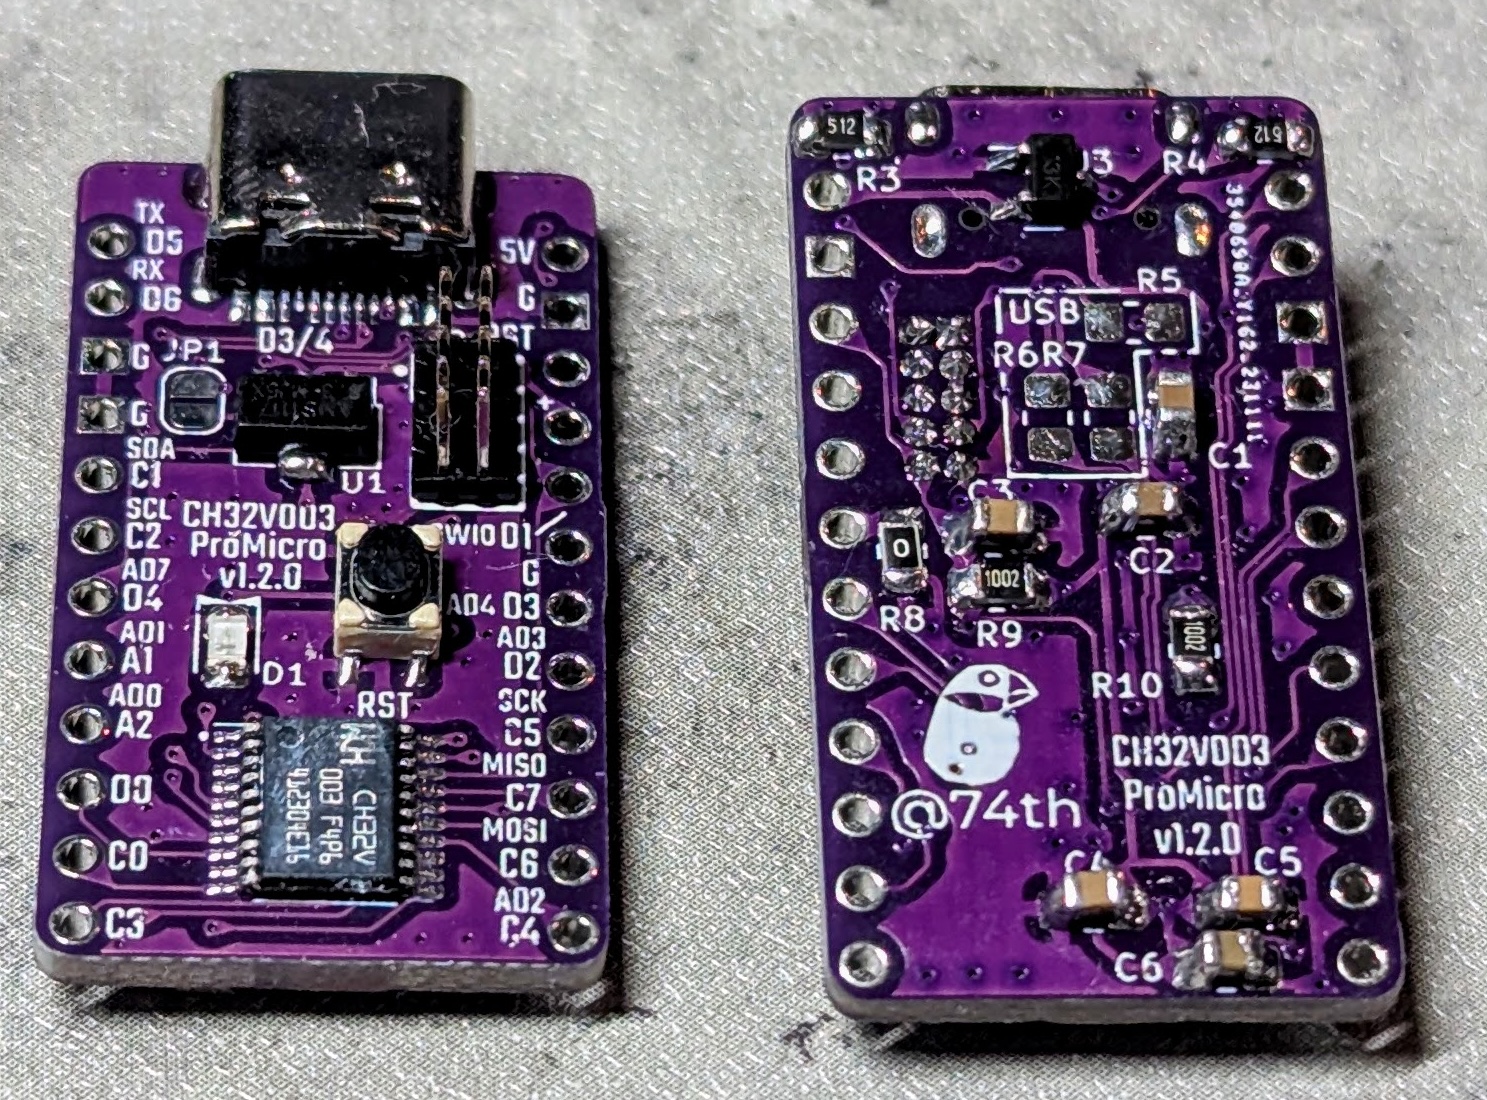 TX
D5
RX
D6
G
G
SDA
C1
SCL
C2
A07
D4
A01
A1
A00
A2
D0
C0
C3
D3/4
JP1
U1
CH32V003
ProMicro
v1.2.0
D1
RST
CH32V
003 F4P6
5V
G
ST
+
SWIO D1
G
A04 D3
A03
D2
SCK
C5
MISO
C7
MOSI
C6
A02
C4
512
R3
J3
R4
512
R5
USB
R6R7
C1
C3
C2
0
R8
1002
R9
1002
R10
@74th
CH32V003
ProMicro
v1.2.0
C4
C5
C6